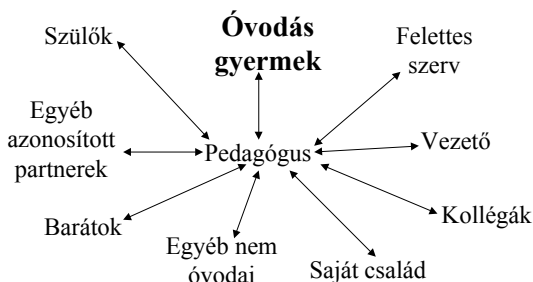 Szülők
Óvodás
gyermek
Felettes
szerv
Egyéb
azonosított
partnerek
Pedagógus
Vezető
Barátok
Egyéb nem
óvodai
Saját család
Kollégák